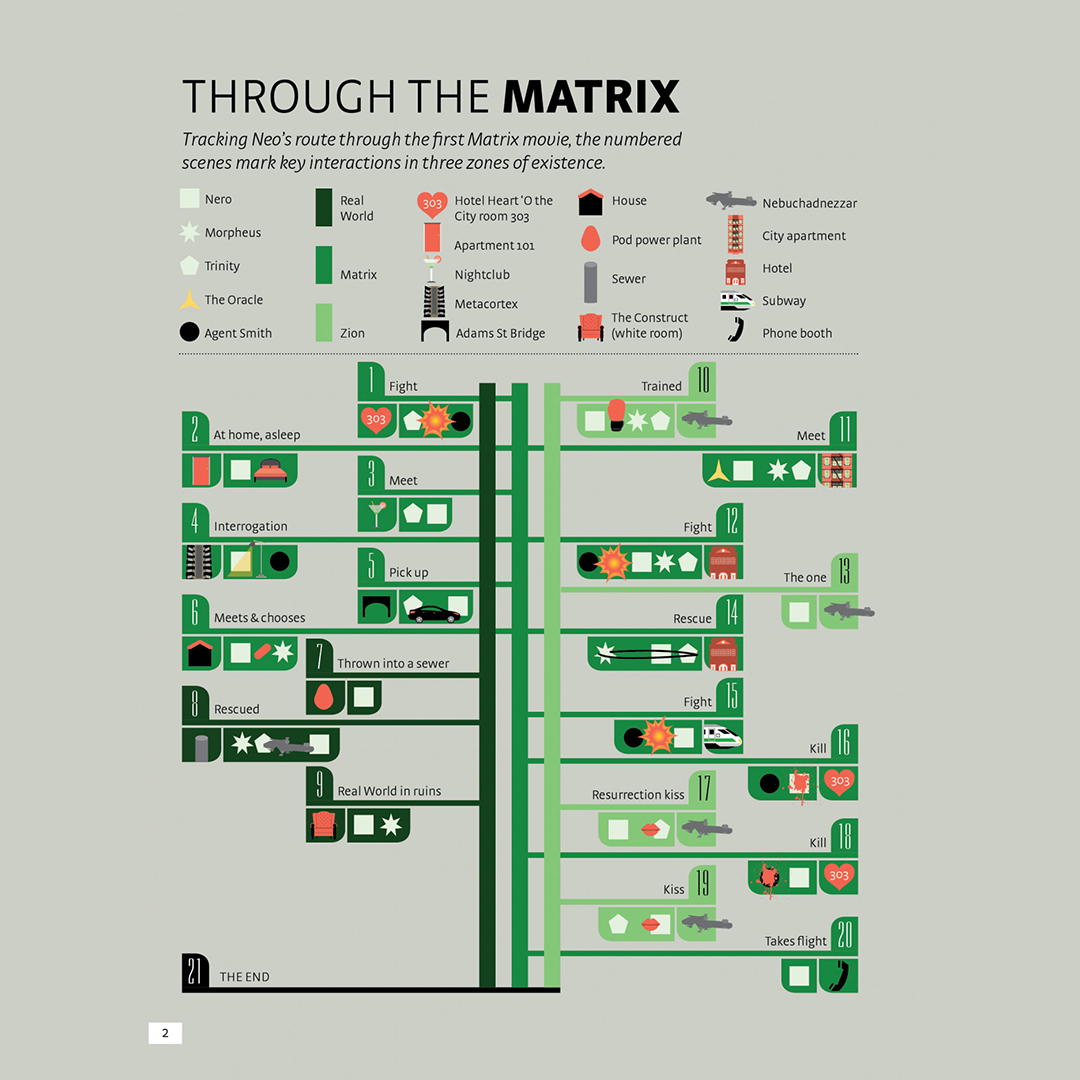 THROUGH THE MATRIX
Tracking Neo's route through the first Matrix movie, the numbered
scenes mark key interactions in three zones of existence.
Nero
Morpheus
Trinity
The Oracle
Agent Smith
Real
World
Matrix
Zion
303
Hotel Heart 'O the
City room 303
Apartment 101
Nightclub
Metacortex
Adams St Bridge
House
Pod power plant
Sewer
The Construct
(white room)
Nebuchadnezzar
City apartment
Hotel
Subway
Phone booth
1 Fight
303
2 At home, asleep
3 Meet
4 Interrogation
5 Pick up
6 Meets & chooses
7 Thrown into a sewer
8 Rescued
9 Real World in ruins
Trained 10
Meet 11
Fight 12
The one 13
Rescue 14
Fight 15
Kill 16
303
Resurrection kiss 17
Kill 18
303
Kiss 19
Takes flight 20
21 THE END
2